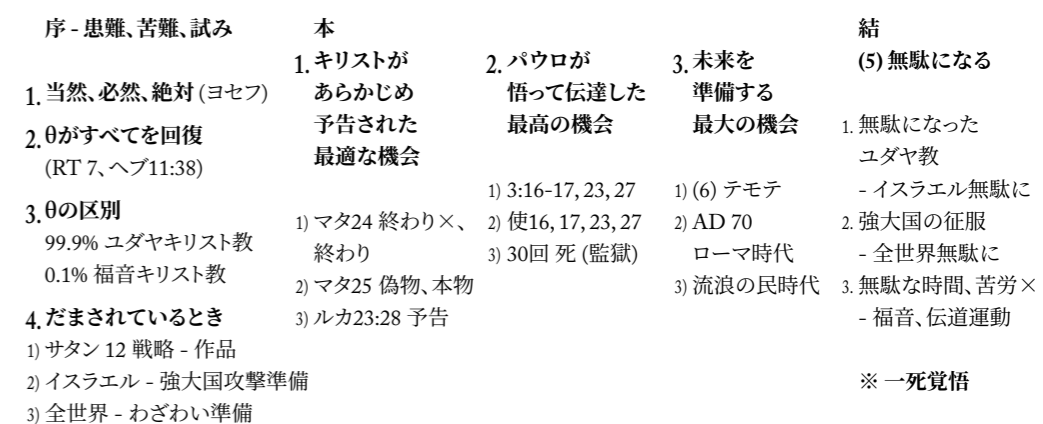 序 - 患難、苦難、試み
1. 当然、必然、絶対 (ヨセフ)
2. θがすべてを回復
(RT 7、ヘブ11:38)
3. θの区別
99.9% ユダヤキリスト教
0.1% 福音キリスト教
4. だまされているとき
1) サタン 12 戦略 - 作品
2) イスラエル - 強大国攻撃準備
3) 全世界 - わざわい準備
本
1. キリストが
あらかじめ
予告された
最適な機会
1) マタ24 終わり×、
終わり
2) マタ25 偽物、本物
3) ルカ23:28 予告
2. パウロが
悟って伝達した
最高の機会
1) 3:16-17, 23, 27
2) 使16, 17, 23, 27
3) 30回 死 (監獄)
3. 未来を
準備する
最大の機会
1) (6) テモテ
2) AD 70
ローマ時代
3) 流浪の民時代
結
(5) 無駄になる
1. 無駄になった
ユダヤ教
- イスラエル無駄に
2. 強大国の征服
- 全世界無駄に
3. 無駄な時間、苦労×
- 福音、伝道運動
※ 一死覚悟